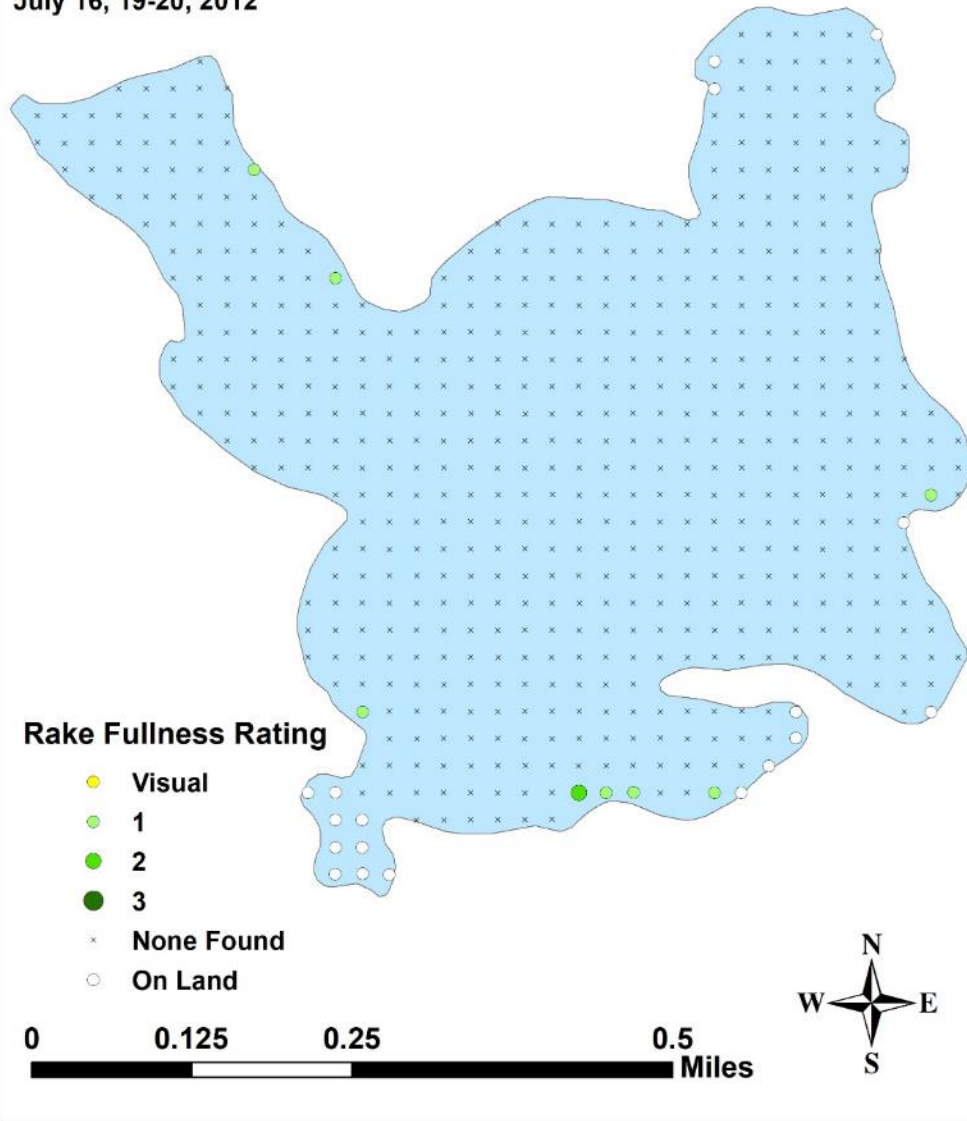 July 16, 19-20, 2012
Rake Fullness Rating
Visual
1
2
3
None Found
On Land
N
W E
S
0 0.125 0.25 0.5
Miles